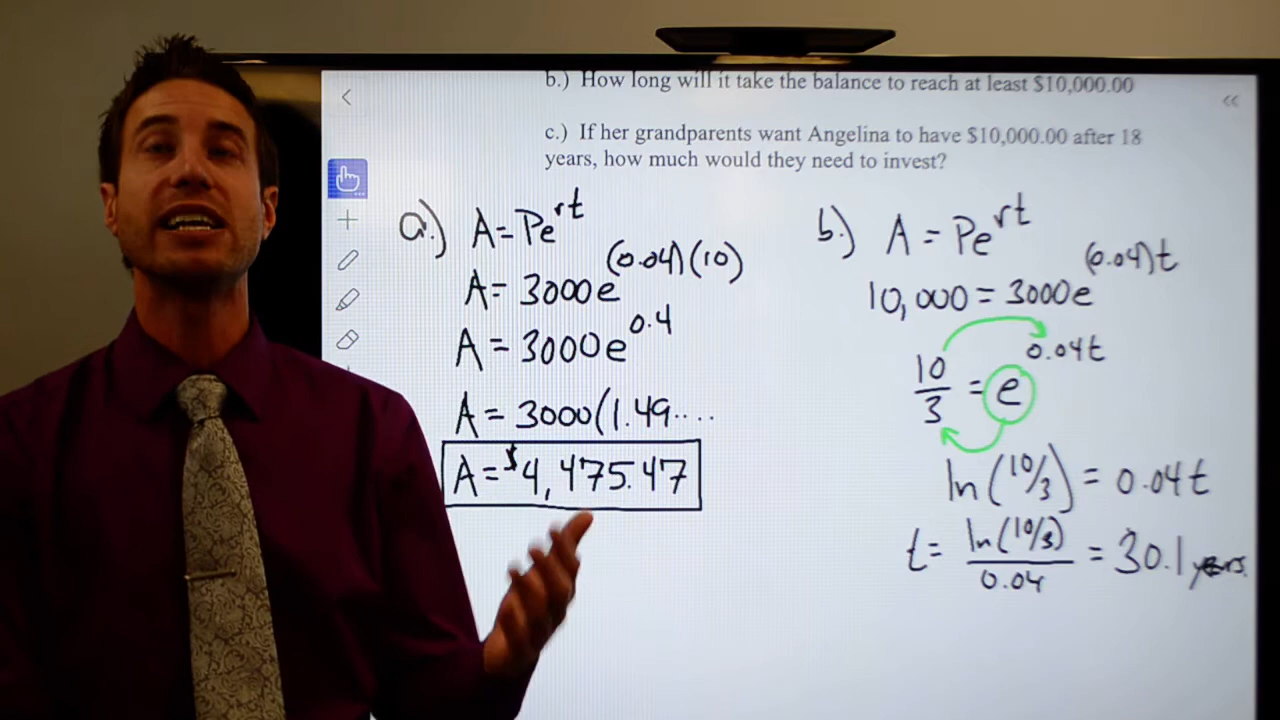 b.) How long will it take the balance to reach at least $10,000.00
c.) If her grandparents want Angelina to have $10,000.00 after 18
years, how much would they need to invest?
a.) A = Pe^rt
A = 3000e^(0.04)(10)
A = 3000e^0.4
A = 3000(1.49....
A = $4,475.47
b.) A = Pe^rt
10,000 = 3000e^(0.04)t
10/3 = e^0.04t
ln(10/3) = 0.04t
t = ln(10/3)/0.04 = 30.1 years.